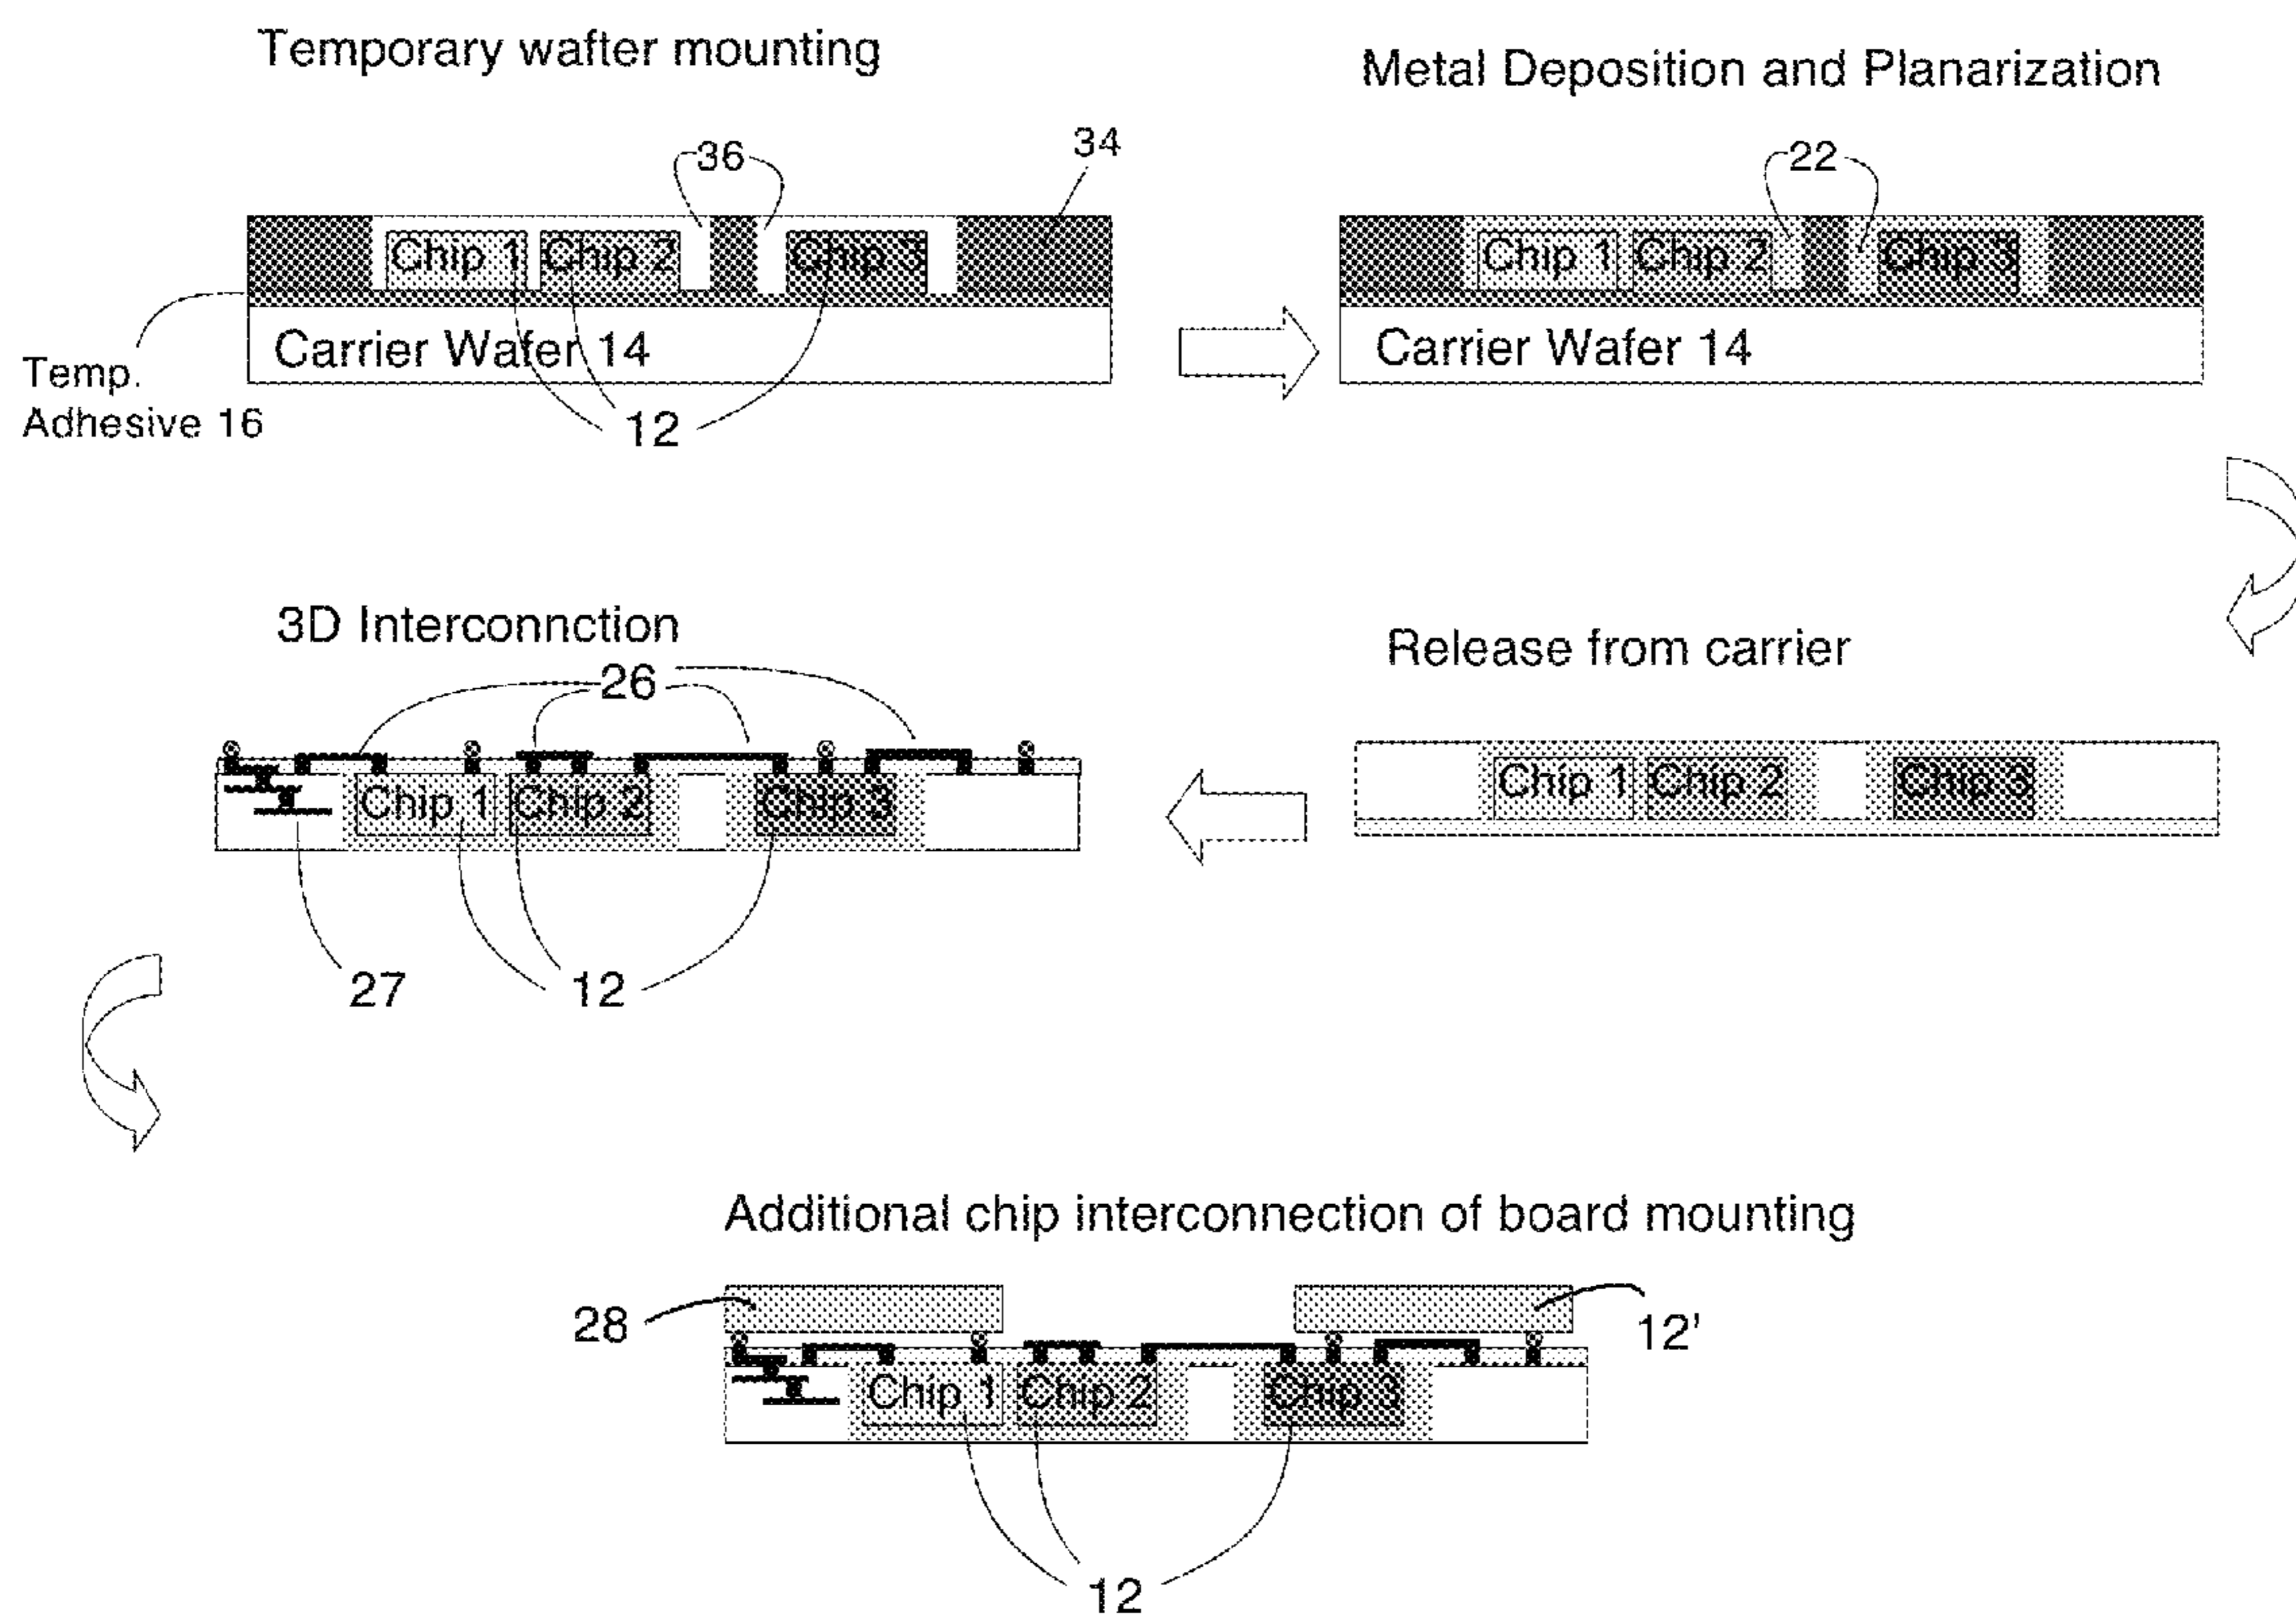 Temporary wafter mounting
36
34
Chip 1 Chip 2 Chip 3
Carrier Wafer 14
Temp.
Adhesive 16
12
Metal Deposition and Planarization
22
Chip 1 Chip 2 Chip 3
Carrier Wafer 14
3D Interconnction
26
Chip 1 Chip 2 Chip 3
27
12
Release from carrier
Chip 1 Chip 2 Chip 3
Additional chip interconnection of board mounting
28
12'
Chip 1 Chip 2 Chip 3
12